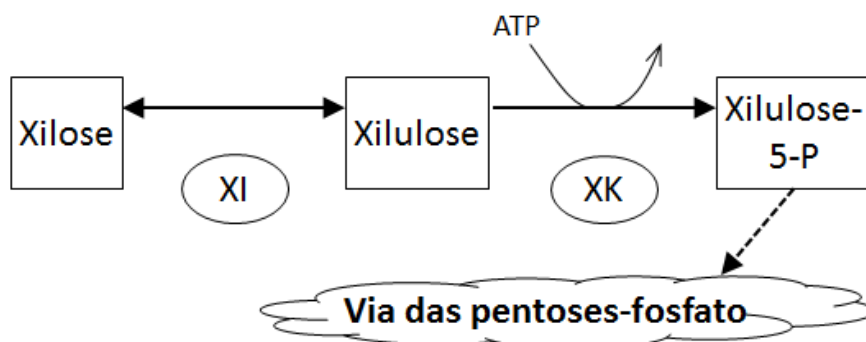 ATP
Xilose
Xilulose
Xilulose-
5-P
XI
XK
Via das pentoses-fosfato